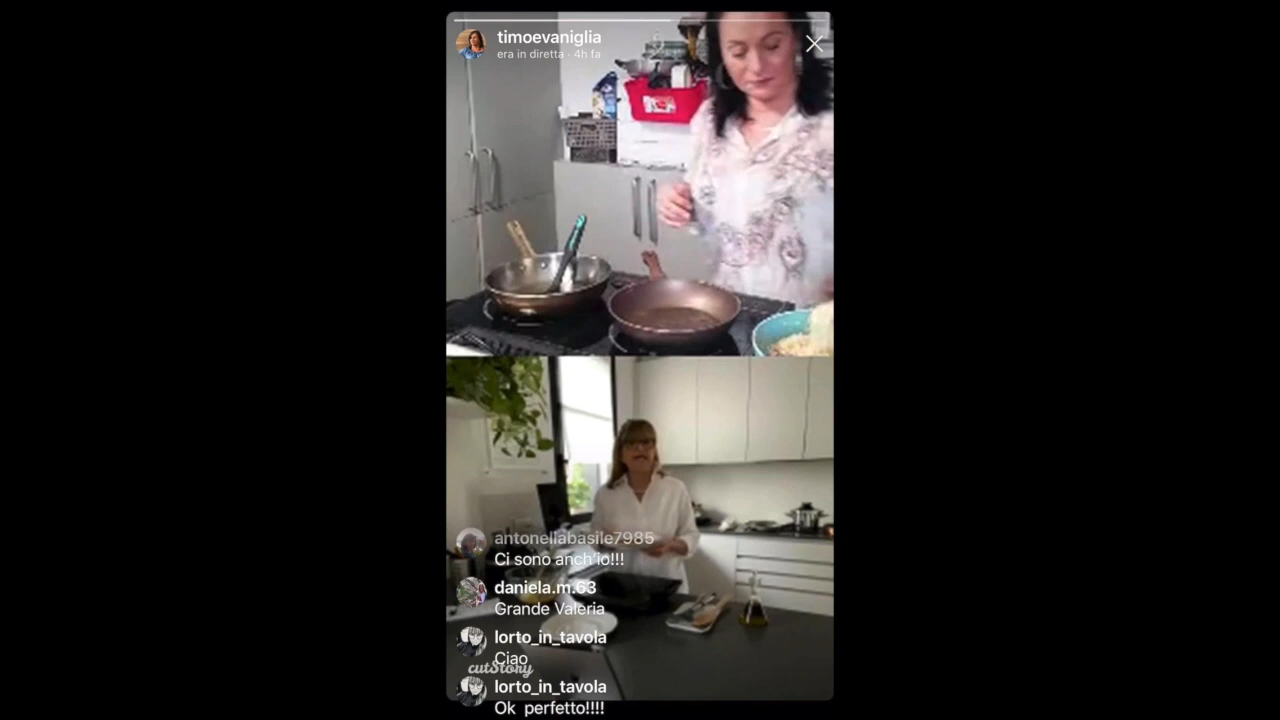 timoevaniglia
era in diretta · 4h fa
antonellabasile7985
Ci sono anch'io!!!
daniela.m.63
Grande Valeria
lorto_in_tavola
Ciao
cutStory
lorto_in_tavola
Ok perfetto!!!!